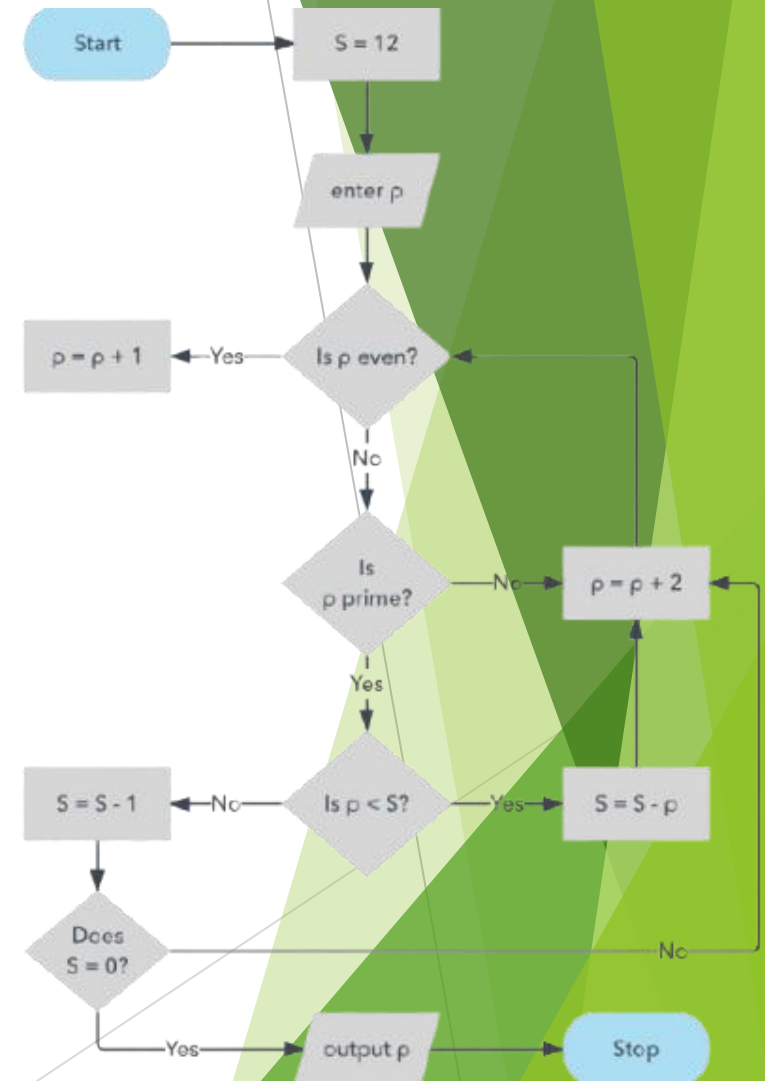 Start
S = 12
enter p
Is p even?
Yes
p = p + 1
No
Is
p prime?
No
p = p + 2
Yes
Is p < S?
No
S = S - 1
Yes
S = S - p
Does
S = 0?
No
Yes
output p
Stop